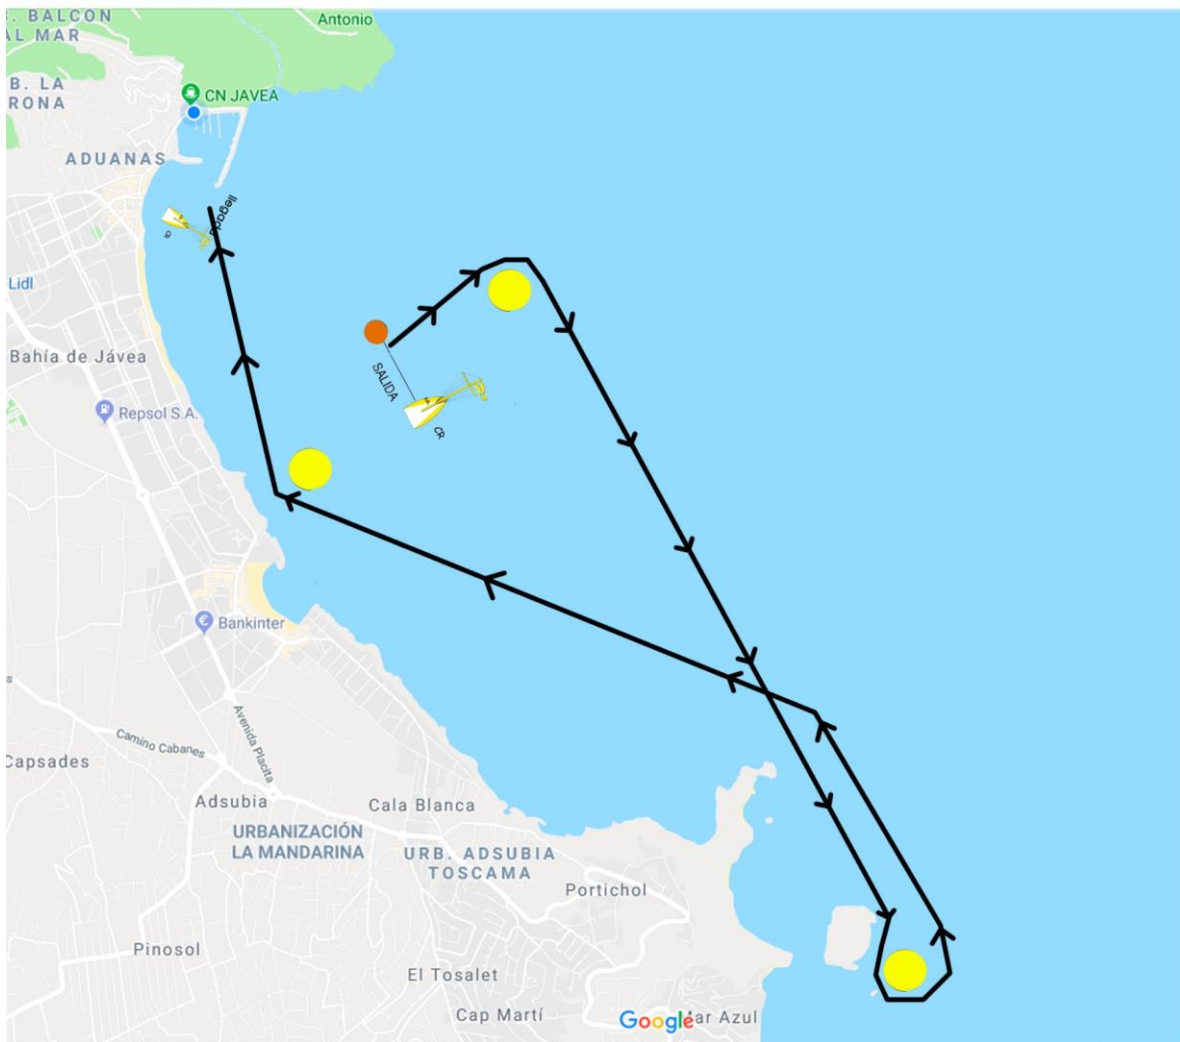 B. BALCON
AL MAR
Antonio
B. LA
RONA
CN JAVEA
ADUANAS
llegada
CR
Lidl
Bahía de Jávea
SALIDA
CR
Repsol S.A.
Bankinter
s
Avenida Placita
Camino Cabanes
Capsades
Adsubia
Cala Blanca
URBANIZACIÓN
LA MANDARINA
URB. ADSUBIA
TOSCAMA
Portichol
Pinosol
El Tosalet
Cap Martí
Google
Mar Azul